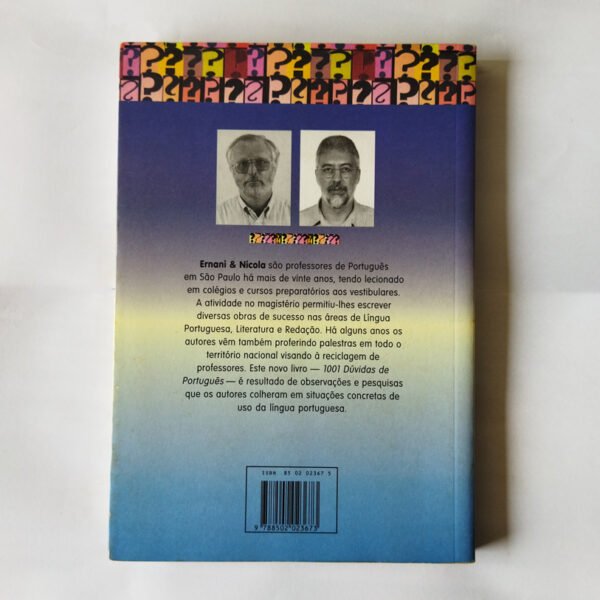 Ernani & Nicola são professores de Português
em São Paulo há mais de vinte anos, tendo lecionado
em colégios e cursos preparatórios aos vestibulares.
A atividade no magistério permitiu-lhes escrever
diversas obras de sucesso nas áreas de Língua
Portuguesa, Literatura e Redação. Há alguns anos os
autores vêm também proferindo palestras em todo o
território nacional visando à reciclagem de
professores. Este novo livro — 1001 Dúvidas de
Português — é resultado de observações e pesquisas
que os autores colheram em situações concretas de
uso da língua portuguesa.
ISBN 85 02 02367 5
9 788502 023673